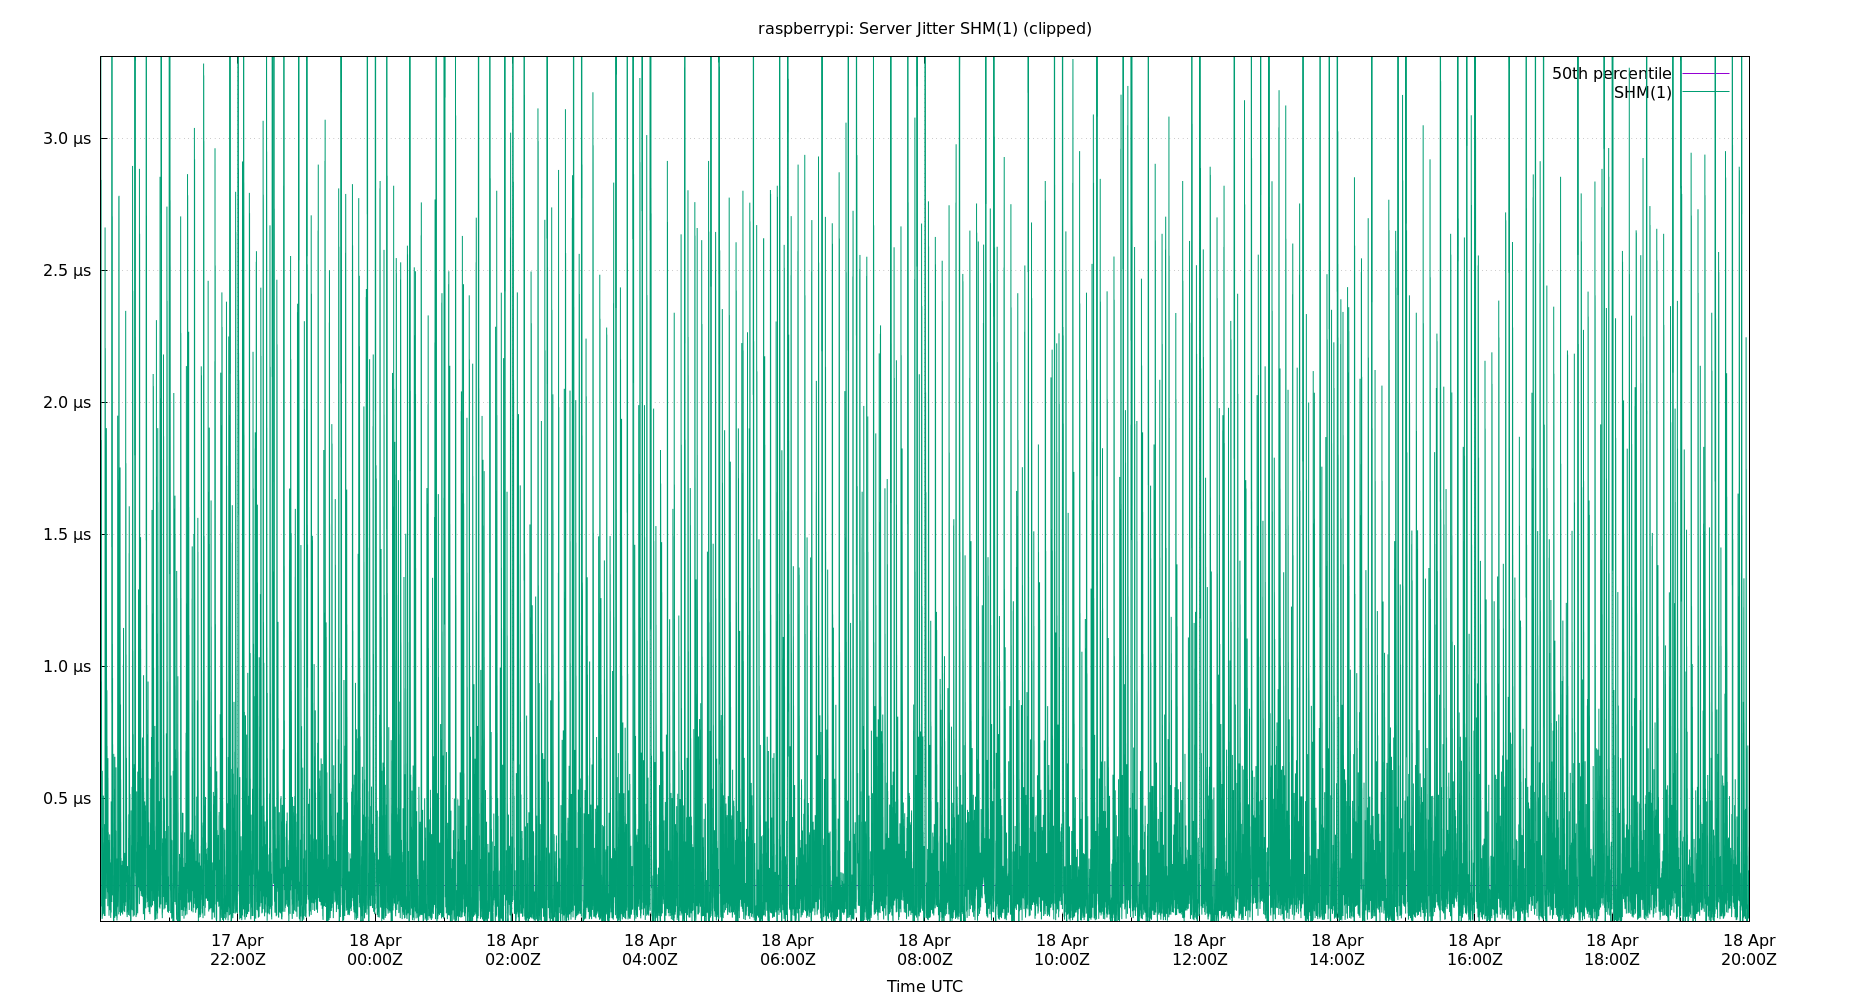 raspberrypi: Server Jitter SHM(1) (clipped)
50th percentile
SHM(1)
3.0 µs
2.5 µs
2.0 µs
1.5 µs
1.0 µs
0.5 µs
17 Apr 18 Apr 18 Apr 18 Apr 18 Apr 18 Apr 18 Apr 18 Apr 18 Apr 18 Apr 18 Apr 18 Apr
22:00Z 00:00Z 02:00Z 04:00Z 06:00Z 08:00Z 10:00Z 12:00Z 14:00Z 16:00Z 18:00Z 20:00Z
Time UTC